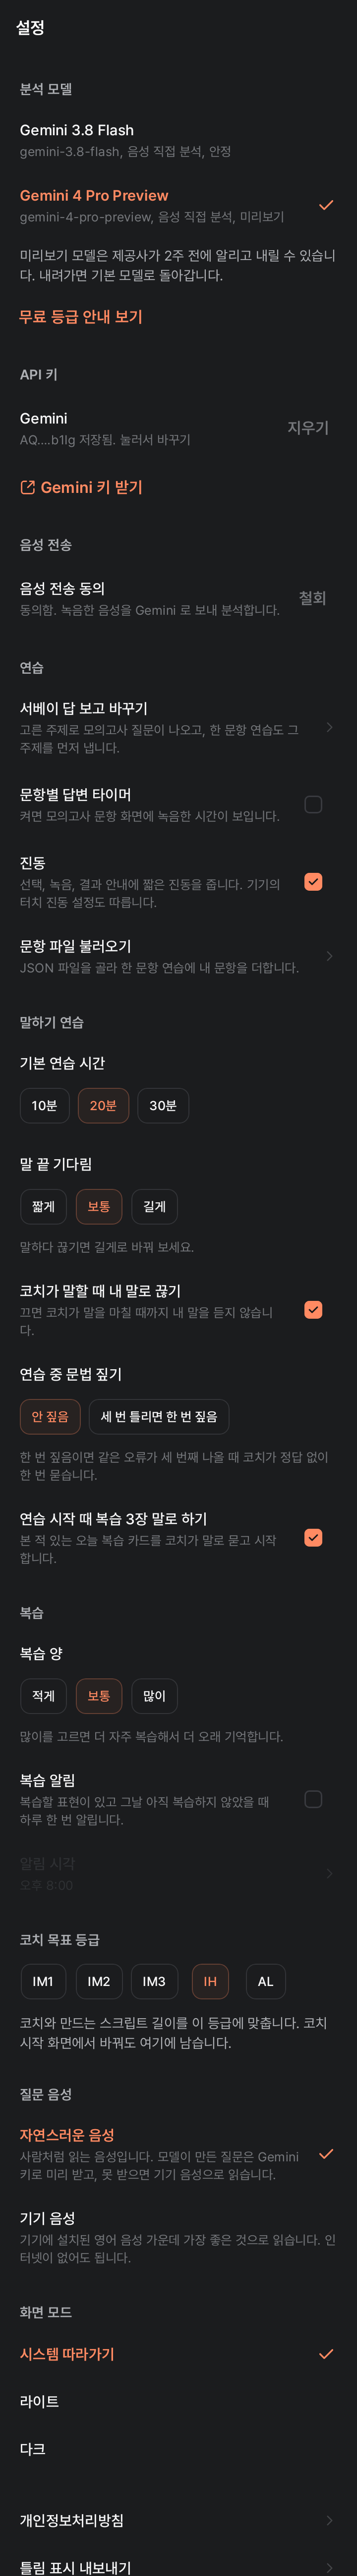 설정
분석 모델
Gemini 3.8 Flash
gemini-3.8-flash, 음성 직접 분석, 안정
Gemini 4 Pro Preview
gemini-4-pro-preview, 음성 직접 분석, 미리보기
미리보기 모델은 제공사가 2주 전에 알리고 내릴 수 있습니
다. 내려가면 기본 모델로 돌아갑니다.
무료 등급 안내 보기
API 키
Gemini
AQ....b1lg 저장됨. 눌러서 바꾸기
지우기
Gemini 키 받기
음성 전송
음성 전송 동의
동의함. 녹음한 음성을 Gemini 로 보내 분석합니다.
철회
연습
서베이 답 보고 바꾸기
고른 주제로 모의고사 질문이 나오고, 한 문항 연습도 그
주제를 먼저 냅니다.
문항별 답변 타이머
켜면 모의고사 문항 화면에 녹음한 시간이 보입니다.
진동
선택, 녹음, 결과 안내에 짧은 진동을 줍니다. 기기의
터치 진동 설정도 따릅니다.
문항 파일 불러오기
JSON 파일을 골라 한 문항 연습에 내 문항을 더합니다.
말하기 연습
기본 연습 시간
10분 20분 30분
말 끝 기다림
짧게 보통 길게
말하다 끊기면 길게로 바꿔 보세요.
코치가 말할 때 내 말로 끊기
끄면 코치가 말을 마칠 때까지 내 말을 듣지 않습니
다.
연습 중 문법 짚기
안 짚음 세 번 틀리면 한 번 짚음
한 번 짚음이면 같은 오류가 세 번째 나올 때 코치가 정답 없이
한 번 묻습니다.
연습 시작 때 복습 3장 말로 하기
본 적 있는 오늘 복습 카드를 코치가 말로 묻고 시작
합니다.
복습
복습 양
적게 보통 많이
많이를 고르면 더 자주 복습해서 더 오래 기억합니다.
복습 알림
복습할 표현이 있고 그날 아직 복습하지 않았을 때
하루 한 번 알립니다.
알림 시각
오후 8:00
코치 목표 등급
IM1 IM2 IM3 IH AL
코치와 만드는 스크립트 길이를 이 등급에 맞춥니다. 코치
시작 화면에서 바꿔도 여기에 남습니다.
질문 음성
자연스러운 음성
사람처럼 읽는 음성입니다. 모델이 만든 질문은 Gemini
키로 미리 받고, 못 받으면 기기 음성으로 읽습니다.
기기 음성
기기에 설치된 영어 음성 가운데 가장 좋은 것으로 읽습니다. 인
터넷이 없어도 됩니다.
화면 모드
시스템 따라가기
라이트
다크
개인정보처리방침
틀림 표시 내보내기